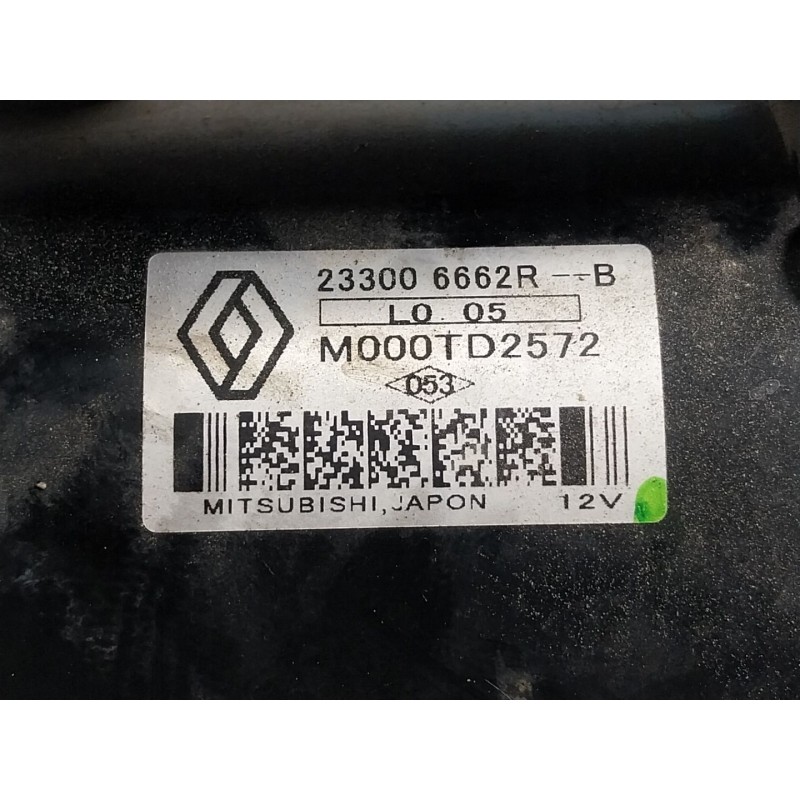 23300 6662R --B
L0 05
M000TD2572
053
MITSUBISHI,JAPON 12V